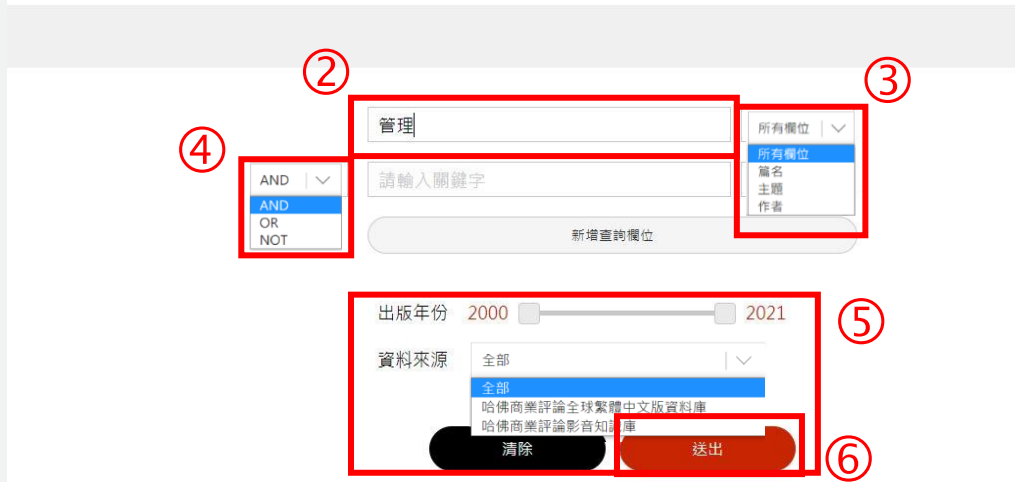 ②
③
管理
所有欄位
所有欄位
篇名
主題
作者
④
AND
請輸入關鍵字
AND
OR
NOT
新增查詢欄位
出版年份 2000 2021
⑤
資料來源 全部
全部
哈佛商業評論全球繁體中文版資料庫
哈佛商業評論影音知識庫
清除 送出
⑥